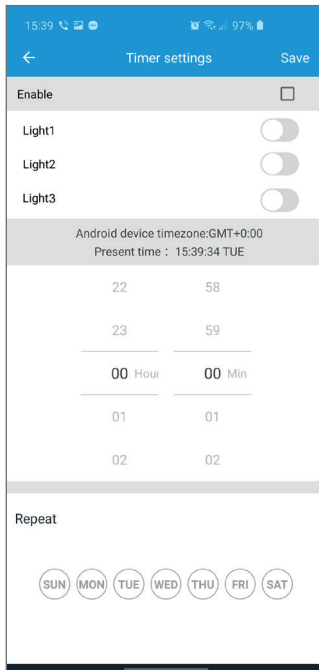 15:39 97%
Timer settings Save
Enable
Light1
Light2
Light3
Android device timezone:GMT+0:00
Present time : 15:39:34 TUE
22 58
23 59
00 Hour 00 Min
01 01
02 02
Repeat
SUN MON TUE WED THU FRI SAT